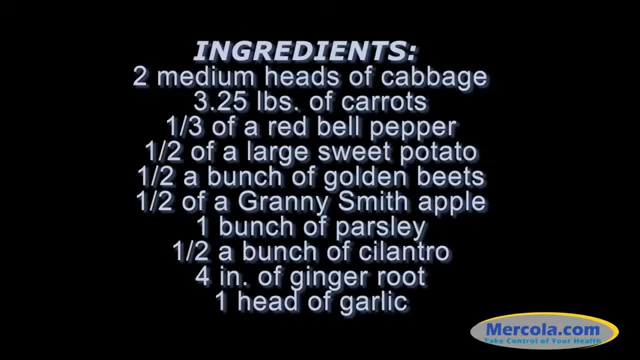 INGREDIENTS:
2 medium heads of cabbage
3.25 lbs. of carrots
1/3 of a red bell pepper
1/2 of a large sweet potato
1/2 a bunch of golden beets
1/2 of a Granny Smith apple
1 bunch of parsley
1/2 a bunch of cilantro
4 in. of ginger root
1 head of garlic
Mercola.com
Take Control of Your Health